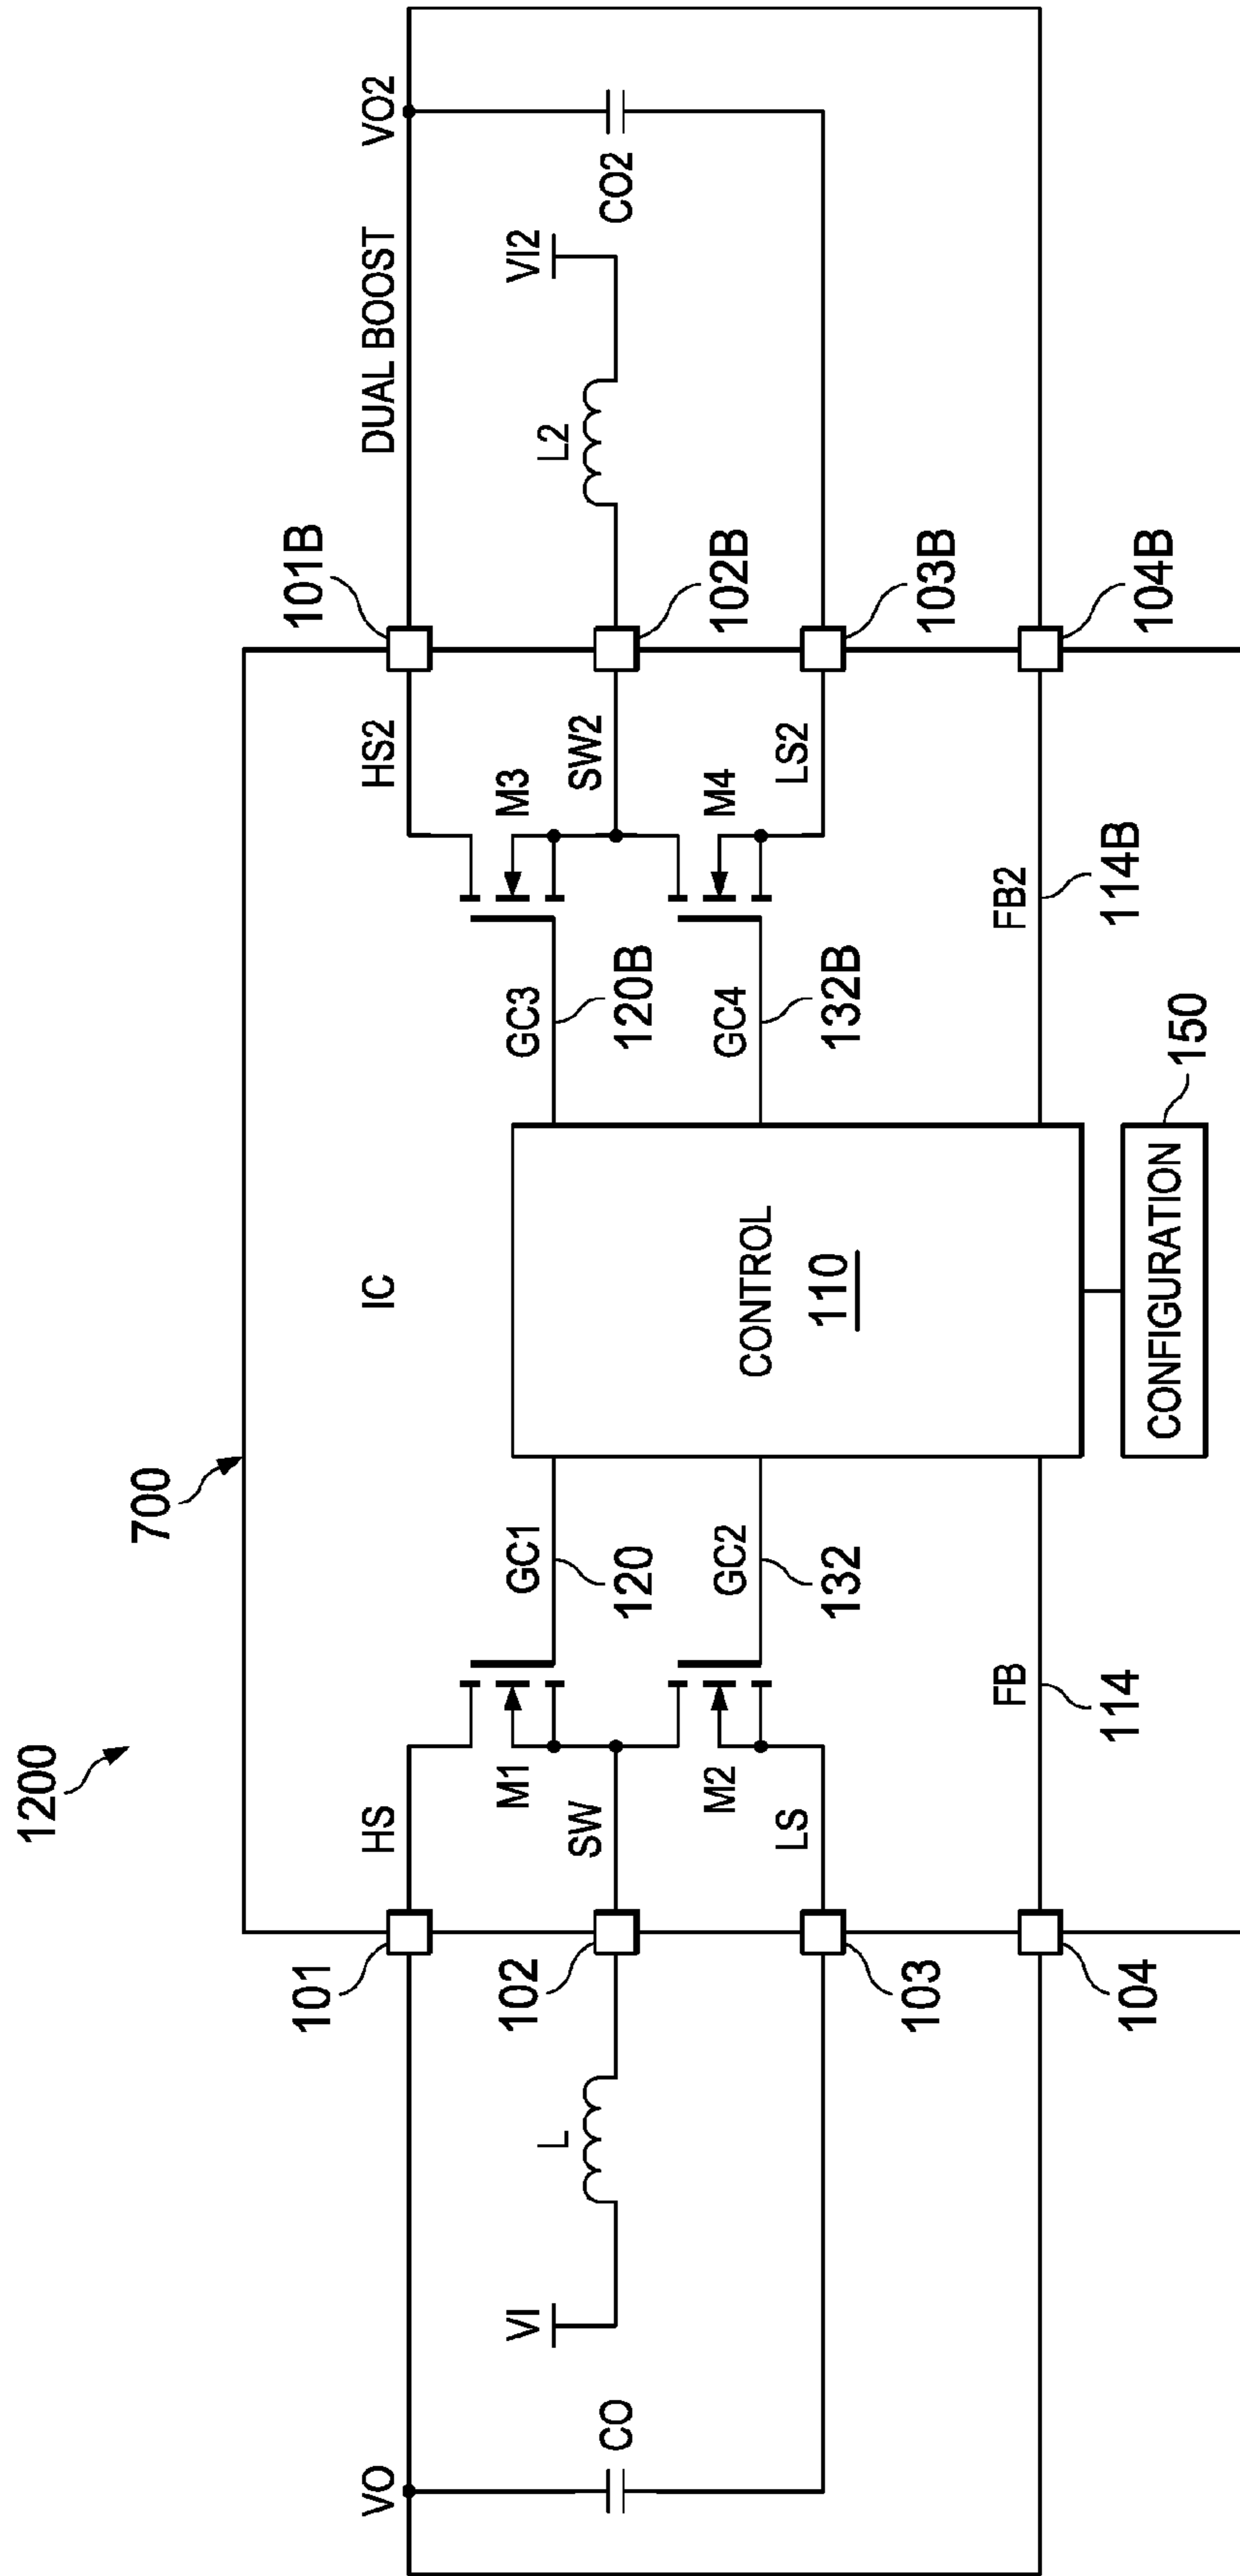 1200
700
IC
DUAL BOOST
VO
HS
HS2
VO2
101
101B
VI
L
M1
GC1
GC3
M3
L2
VI2
CO
102
SW
120
120B
SW2
102B
CO2
CONTROL
110
M2
GC2
GC4
M4
LS
132
132B
LS2
103
103B
FB
FB2
104
114
114B
104B
CONFIGURATION
150